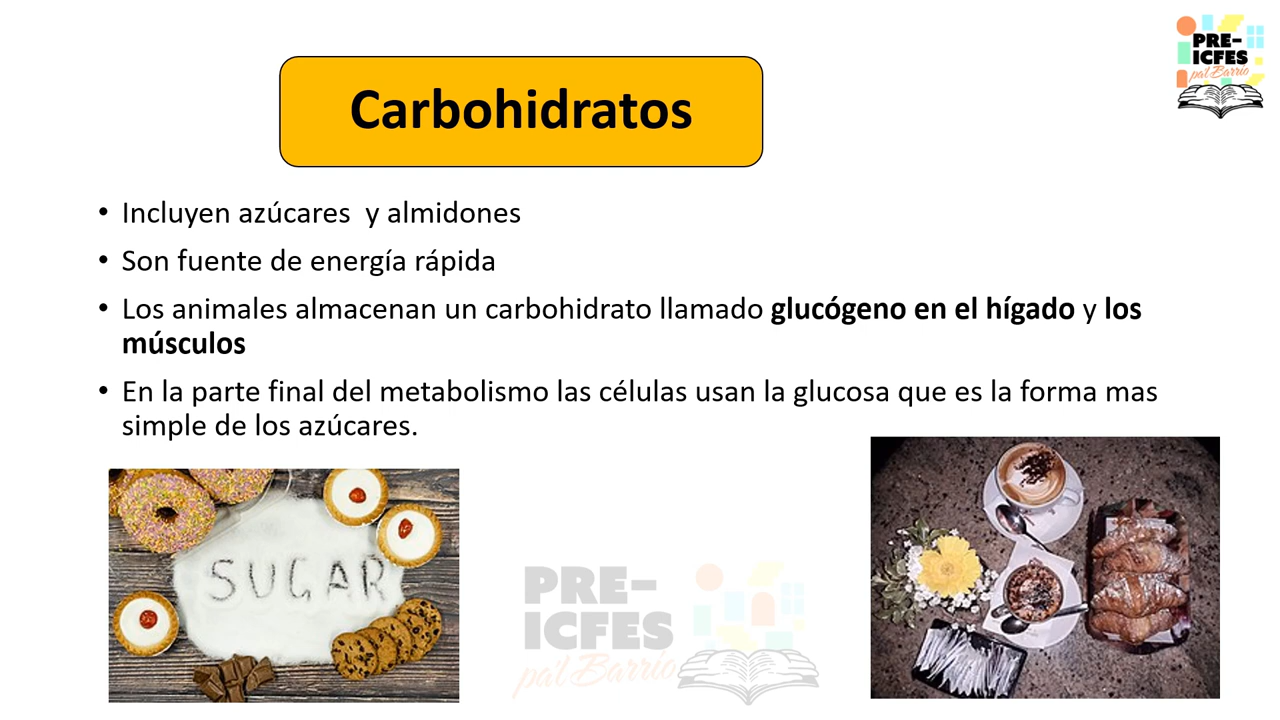 PRE-
ICFES
pa'l Barrio
Carbohidratos
• Incluyen azúcares  y almidones
• Son fuente de energía rápida
• Los animales almacenan un carbohidrato llamado glucógeno en el hígado y los
músculos
• En la parte final del metabolismo las células usan la glucosa que es la forma mas
simple de los azúcares.
SUGAR
PRE-
ICFES
pa'l Barrio